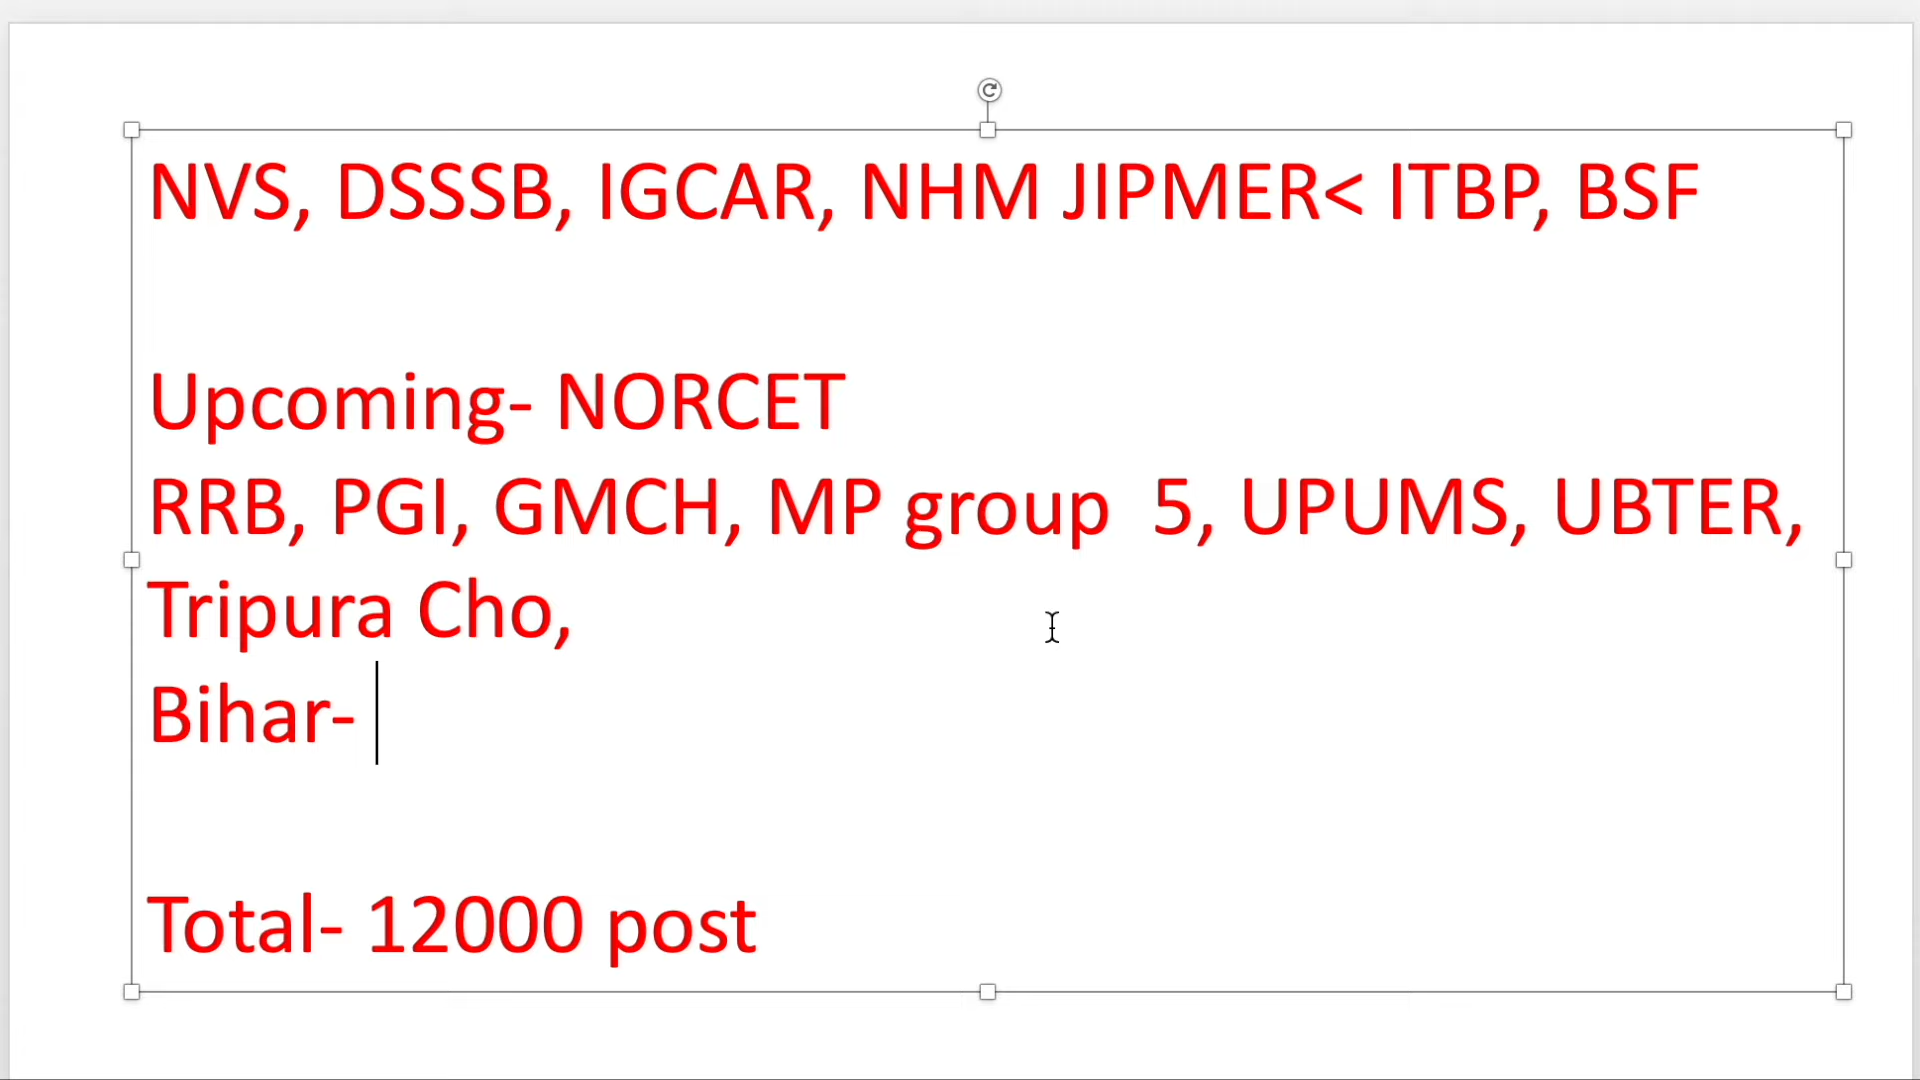 NVS, DSSSB, IGCAR, NHM JIPMER< ITBP, BSF
Upcoming- NORCET
RRB, PGI, GMCH, MP group  5, UPUMS, UBTER,
Tripura Cho,
Bihar-
Total- 12000 post